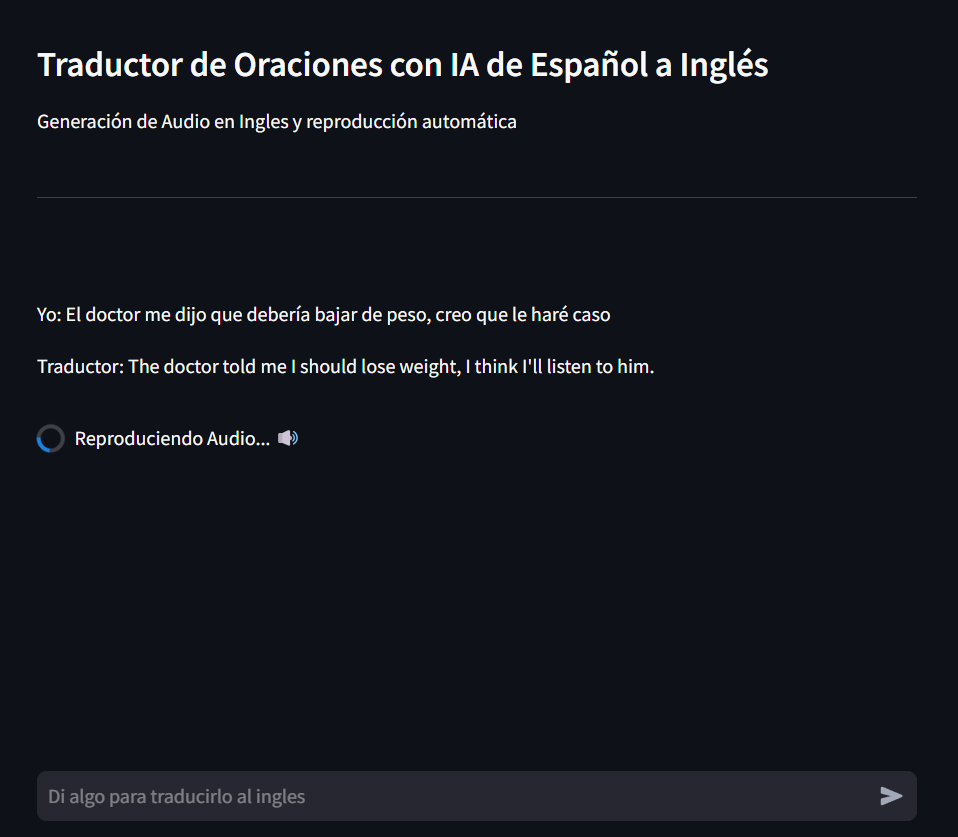 Traductor de Oraciones con IA de Español a Inglés
Generación de Audio en Ingles y reproducción automática
Yo: El doctor me dijo que debería bajar de peso, creo que le haré caso
Traductor: The doctor told me I should lose weight, I think I'll listen to him.
Reproduciendo Audio... 🔊
Di algo para traducirlo al ingles